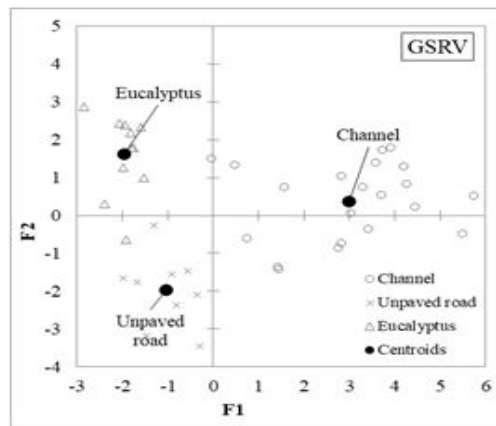 GSRV
5
4
3
2
1
0
-1
-2
-3
-4
-3 -2 -1 0 1 2 3 4 5 6
F2
F1
Eucalyptus
Channel
Unpaved
road
Channel
Unpaved road
Eucalyptus
Centroids